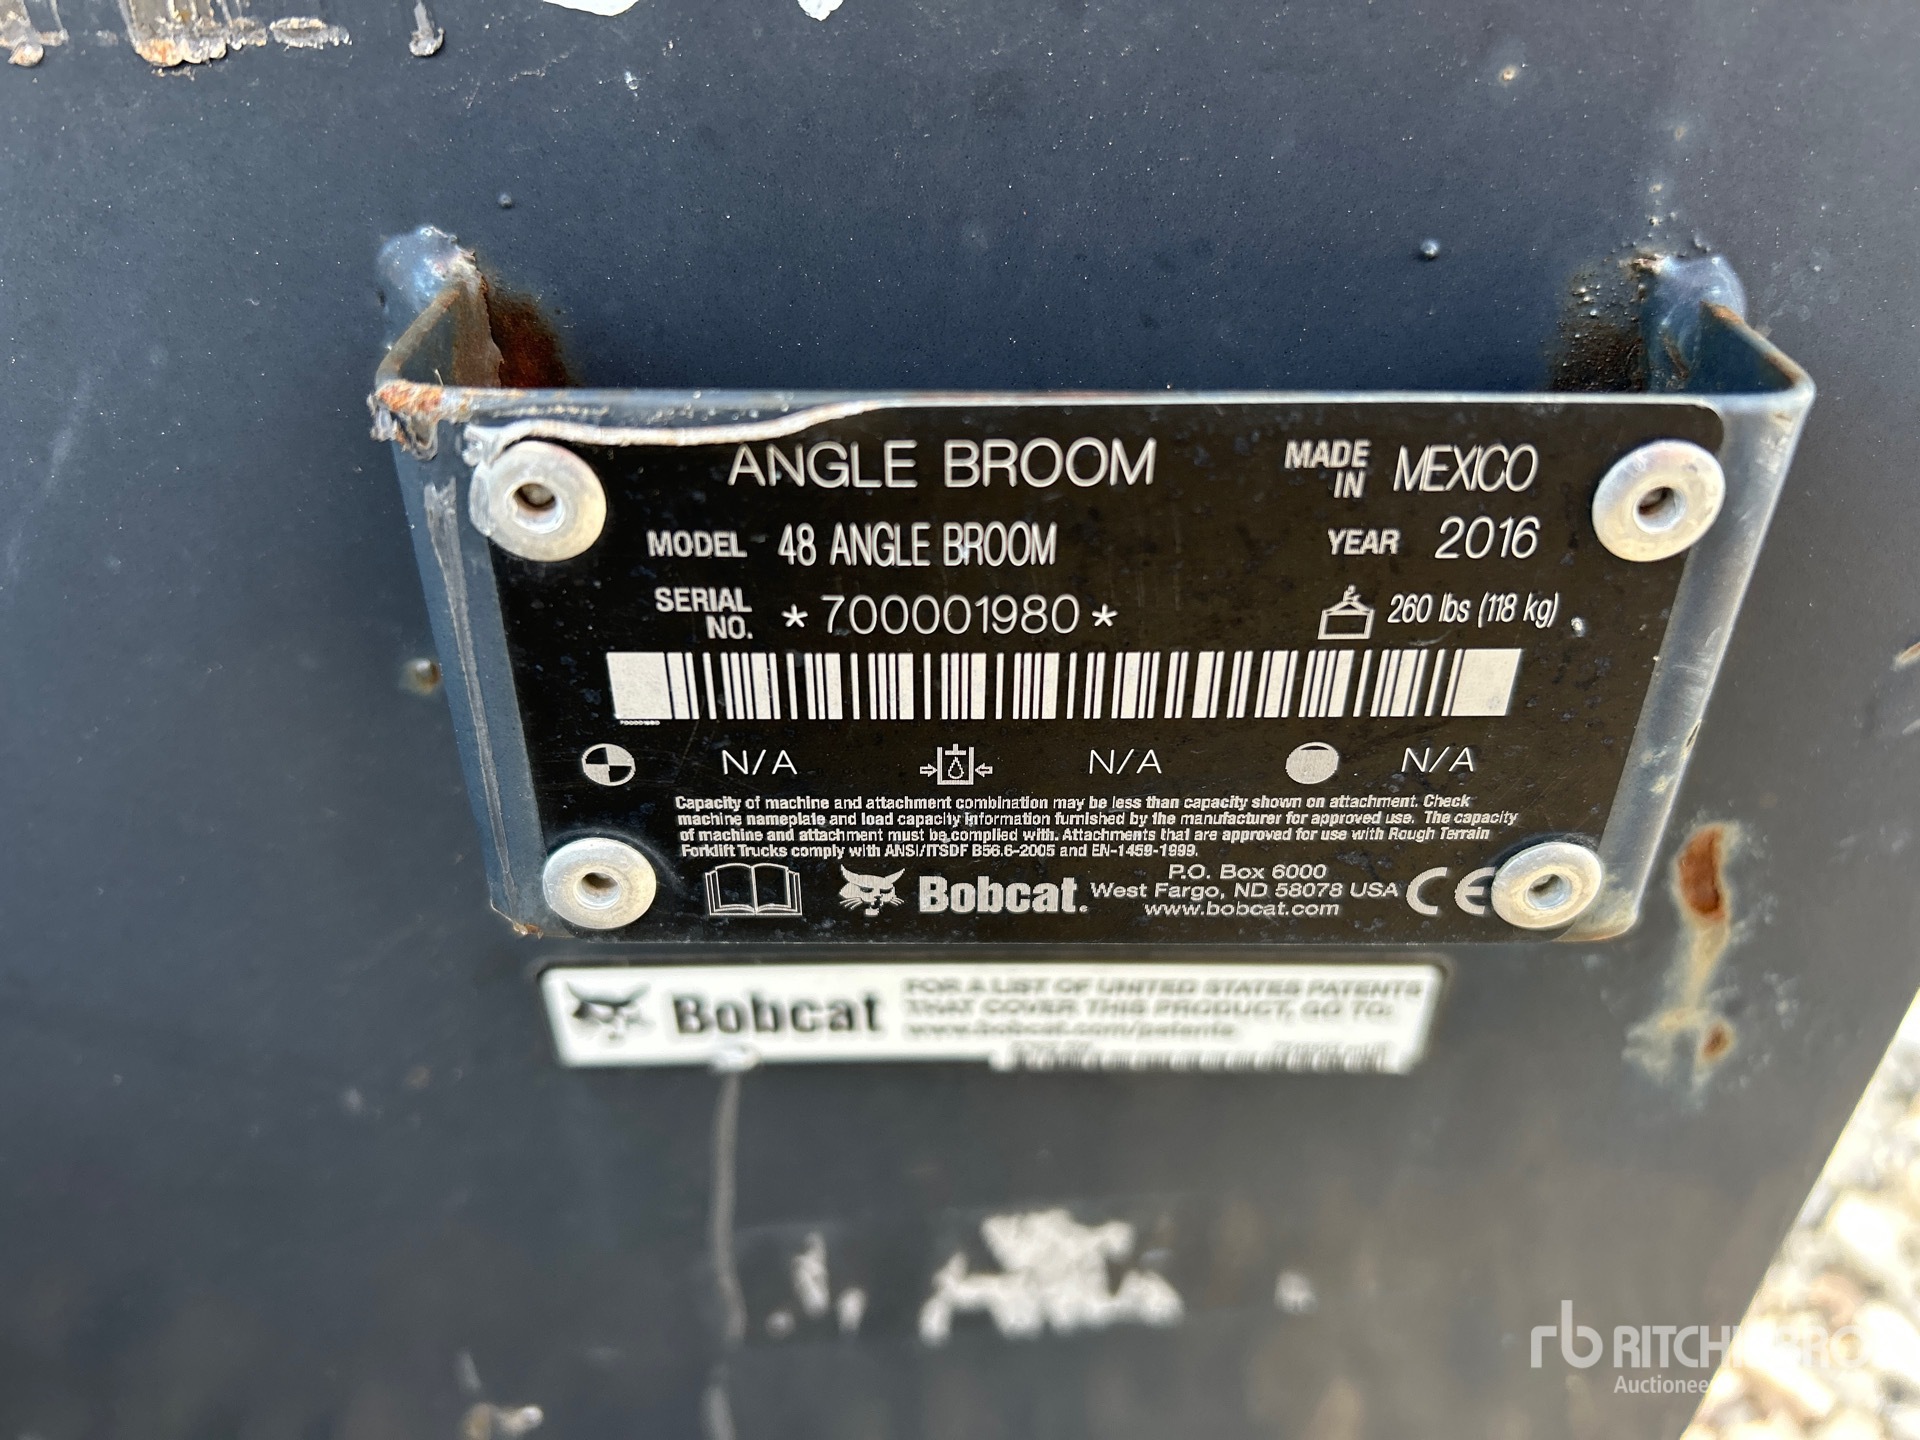 ANGLE BROOM
MADE IN MEXICO
MODEL 48 ANGLE BROOM
YEAR 2016
SERIAL NO. *700001980*
260 lbs (118 kg)
700001980
N/A N/A N/A
Capacity of machine and attachment combination may be less than capacity shown on attachment. Check
machine nameplate and load capacity information furnished by the manufacturer for approved use. The capacity
of machine and attachment must be complied with. Attachments that are approved for use with Rough Terrain
Forklift Trucks comply with ANSI/ITSDF B56.6-2005 and EN-1459-1999.
Bobcat.
P.O. Box 6000
West Fargo, ND 58078 USA
www.bobcat.com
CE
Bobcat
FOR A LIST OF UNITED STATES PATENTS
THAT COVER THIS PRODUCT, GO TO:
www.bobcat.com/patents
rb RITCHIE BRO
Auctionee